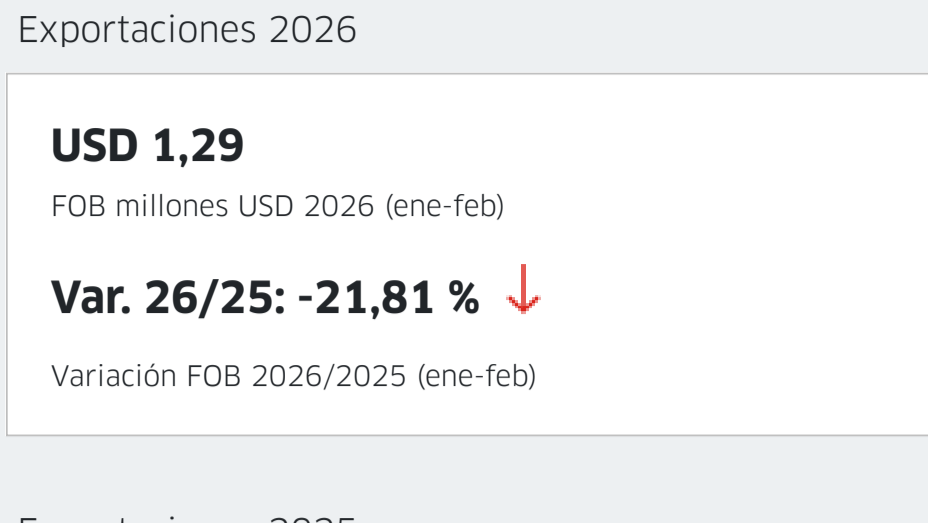 Exportaciones 2026
USD 1,29
FOB millones USD 2026 (ene-feb)
Var. 26/25: -21,81 %
Variación FOB 2026/2025 (ene-feb)